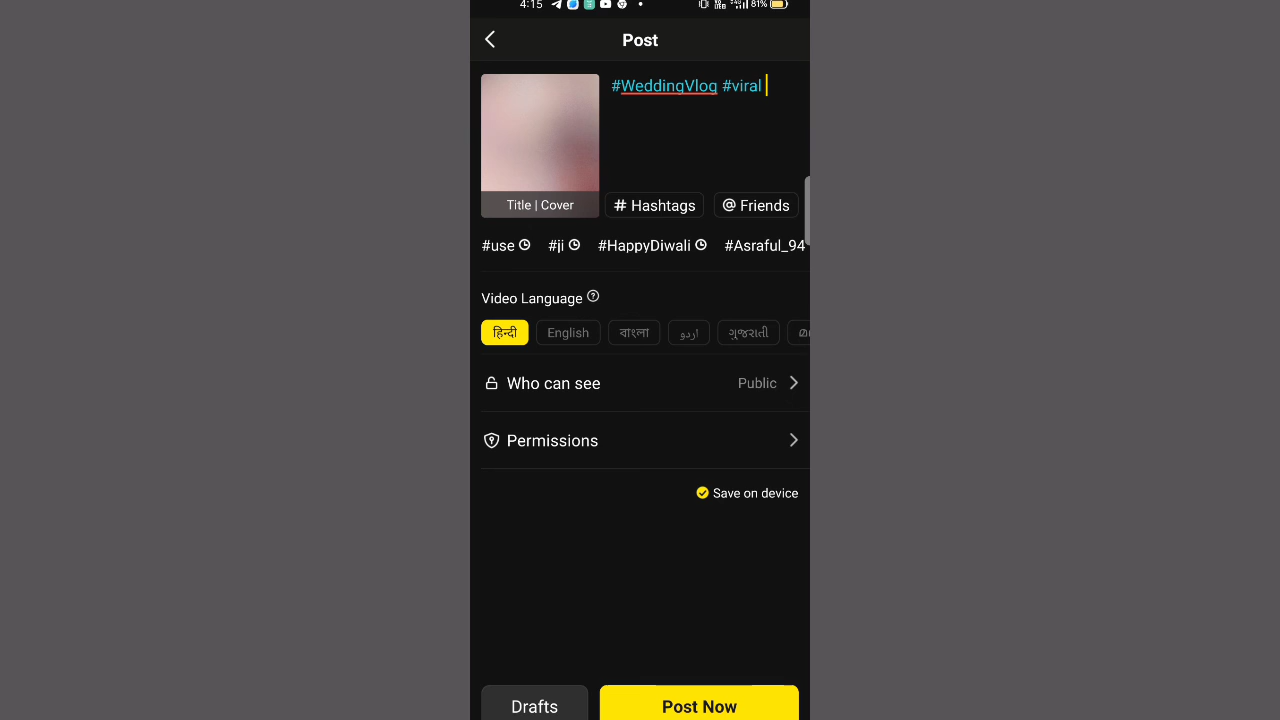 4:15 81%
Post
#WeddingVlog #viral
Title | Cover
# Hashtags @ Friends
#use #ji #HappyDiwali #Asraful_94
Video Language
हिन्दी English বাংলা اردو ગુજરાતી
Who can see Public
Permissions
Save on device
Drafts Post Now